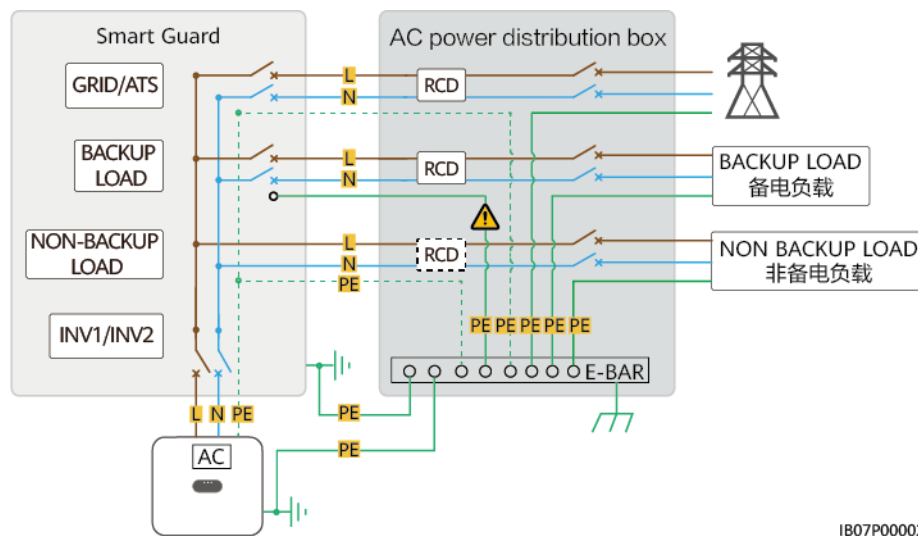 Smart Guard
AC power distribution box
GRID/ATS
L
N
RCD
BACKUP
LOAD
L
N
RCD
BACKUP LOAD
备电负载
NON-BACKUP
LOAD
L
N
PE
RCD
NON BACKUP LOAD
非备电负载
INV1/INV2
PE PE PE PE PE
E-BAR
L N PE
PE
PE
AC